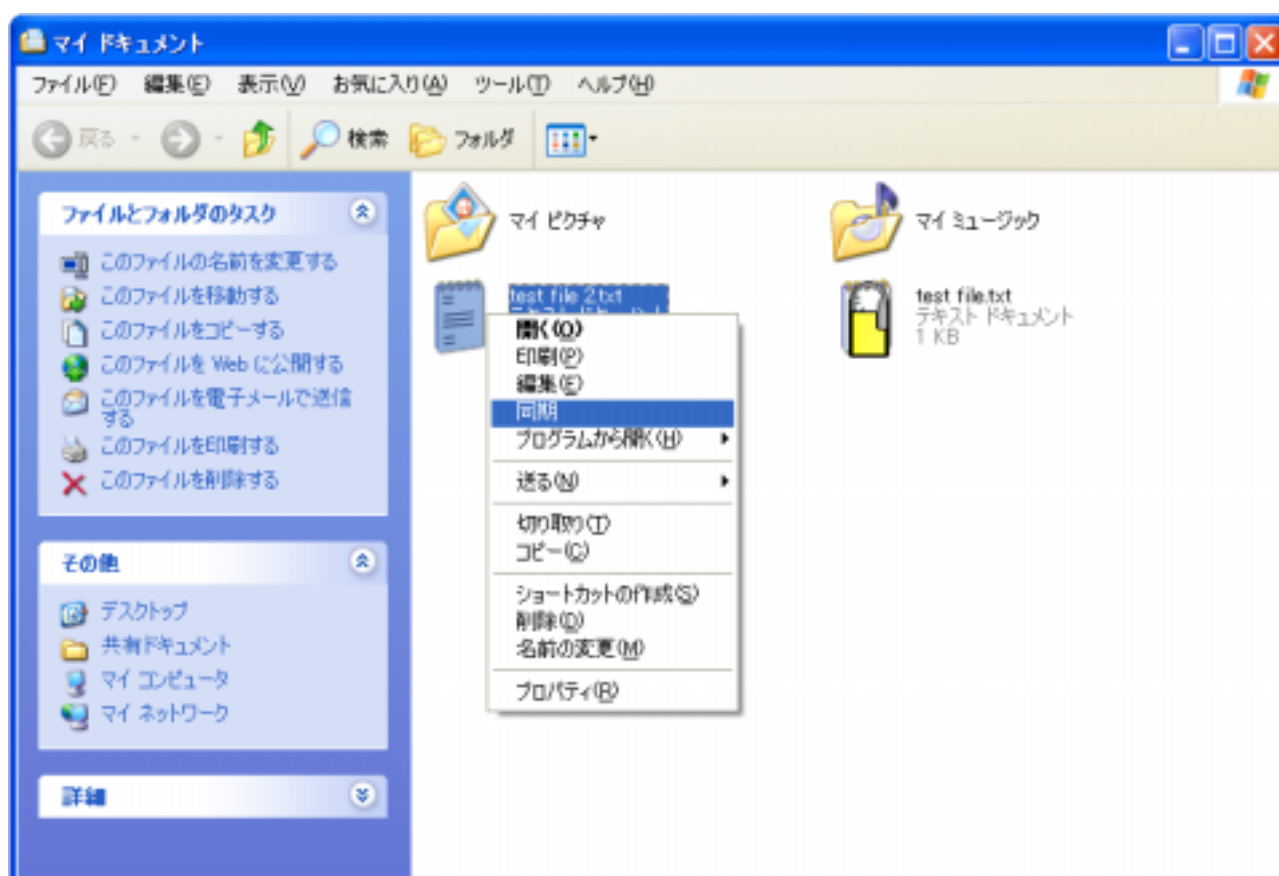 マイ ドキュメント
ファイル(F) 編集(E) 表示(V) お気に入り(A) ツール(T) ヘルプ(H)
戻る 検索 フォルダ
ファイルとフォルダのタスク
このファイルの名前を変更する
このファイルを移動する
このファイルをコピーする
このファイルを Web に公開する
このファイルを電子メールで送信
する
このファイルを印刷する
このファイルを削除する
その他
デスクトップ
共有ドキュメント
マイ コンピュータ
マイ ネットワーク
詳細
マイ ピクチャ
マイ ミュージック
test file 2.txt
test file.txt
テキスト ドキュメント
1 KB
開く(O)
印刷(P)
編集(E)
同期
プログラムから開く(H)
送る(N)
切り取り(T)
コピー(C)
ショートカットの作成(S)
削除(D)
名前の変更(M)
プロパティ(R)